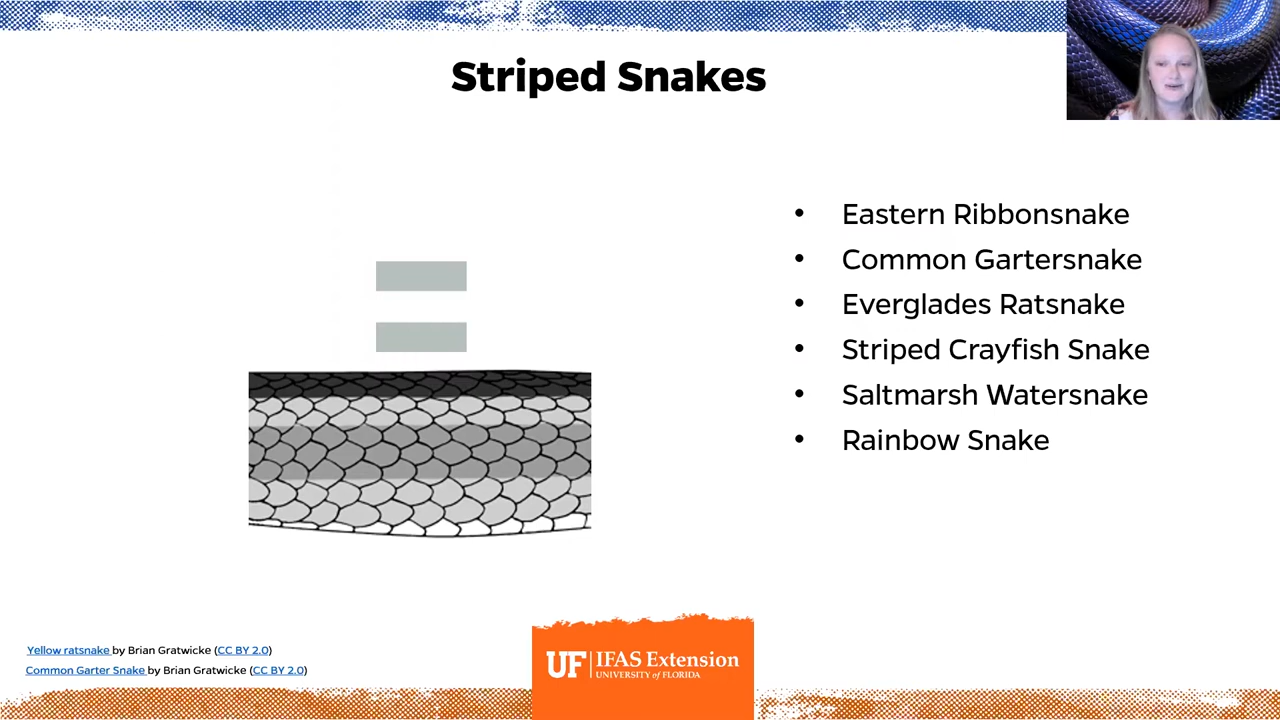 Striped Snakes
• Eastern Ribbonsnake
• Common Gartersnake
• Everglades Ratsnake
• Striped Crayfish Snake
• Saltmarsh Watersnake
• Rainbow Snake
Yellow ratsnake by Brian Gratwicke (CC BY 2.0)
Common Garter Snake by Brian Gratwicke (CC BY 2.0)
UF IFAS Extension
UNIVERSITY of FLORIDA